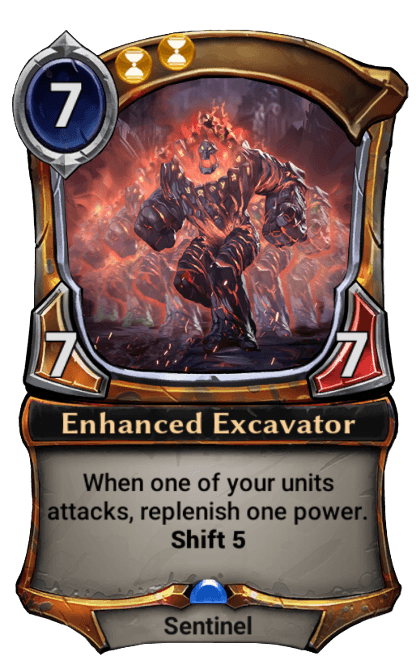 7
7
7
Enhanced Excavator
When one of your units
attacks, replenish one power.
Shift 5
Sentinel